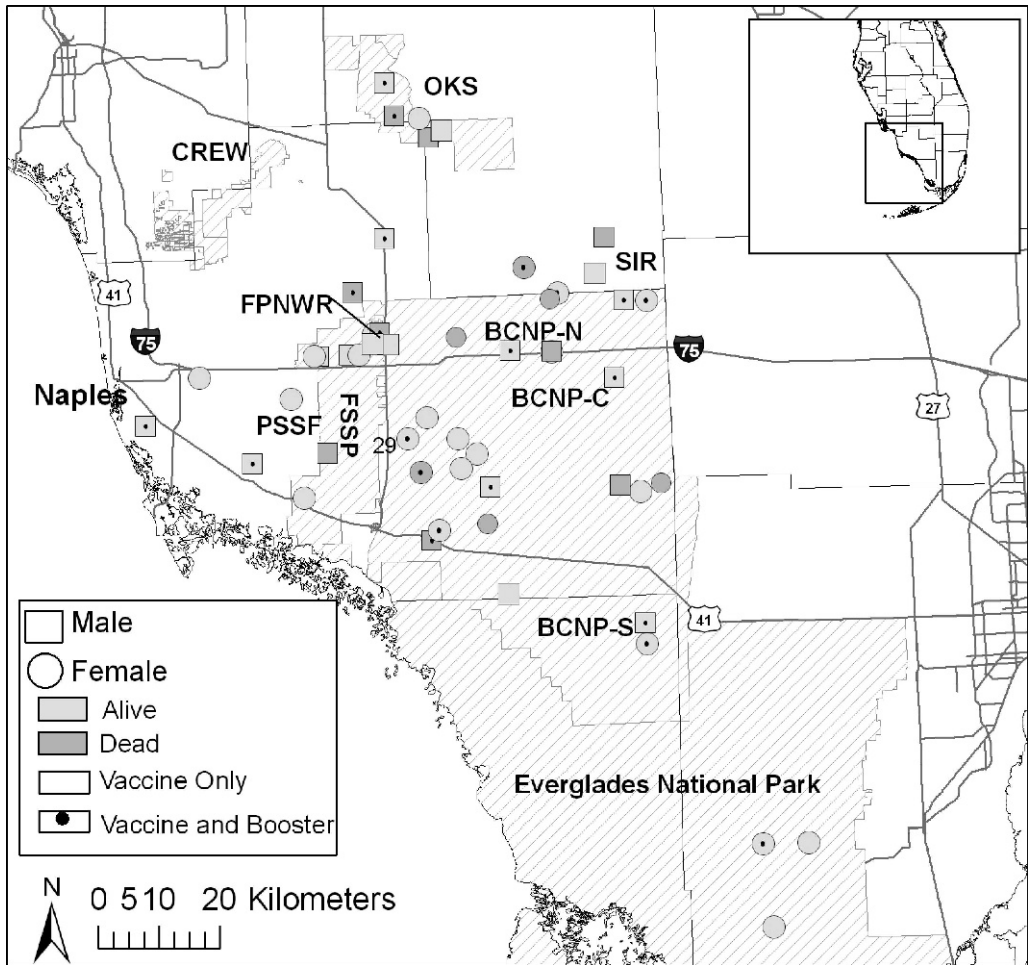 OKS
CREW
SIR
41
FPNWR
BCNP-N
75
75
Naples
BCNP-C
27
PSSF
FSSP
29
BCNP-S
41
Male
Female
Alive
Dead
Vaccine Only
Vaccine and Booster
Everglades National Park
N
0 5 10 20 Kilometers